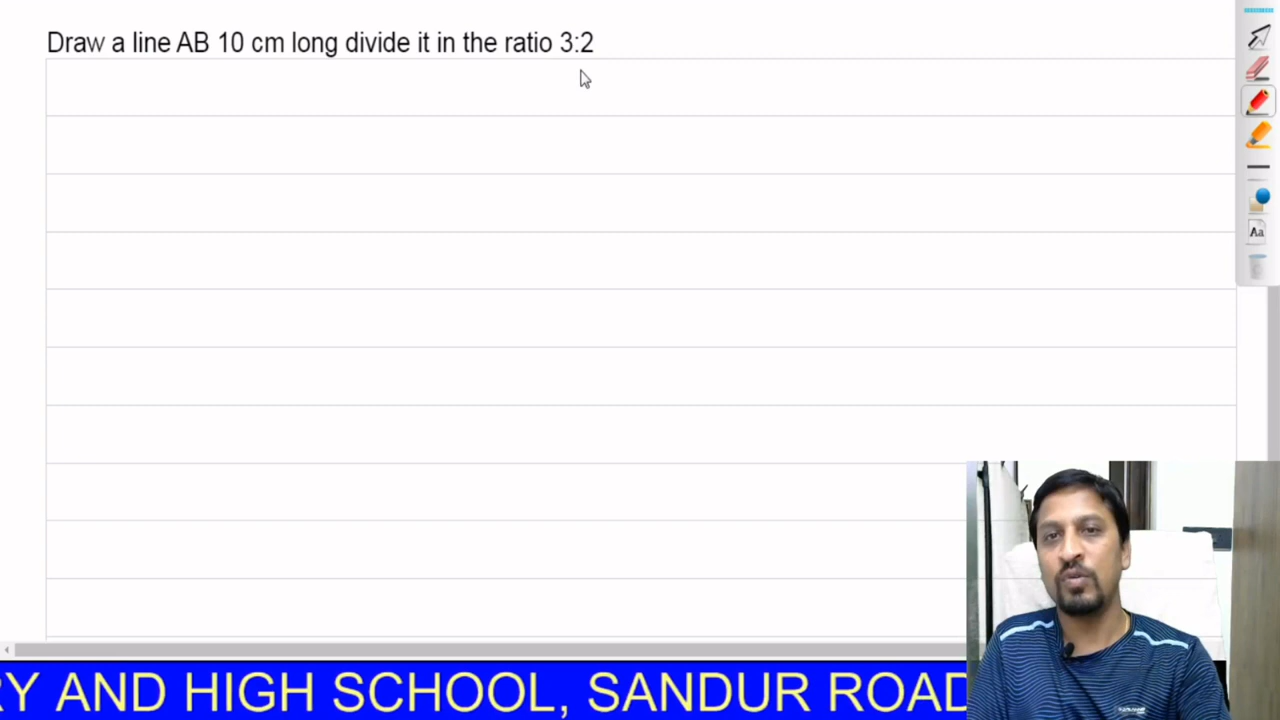 Draw a line AB 10 cm long divide it in the ratio 3:2
Aa
RY AND HIGH SCHOOL, SANDUR ROAD